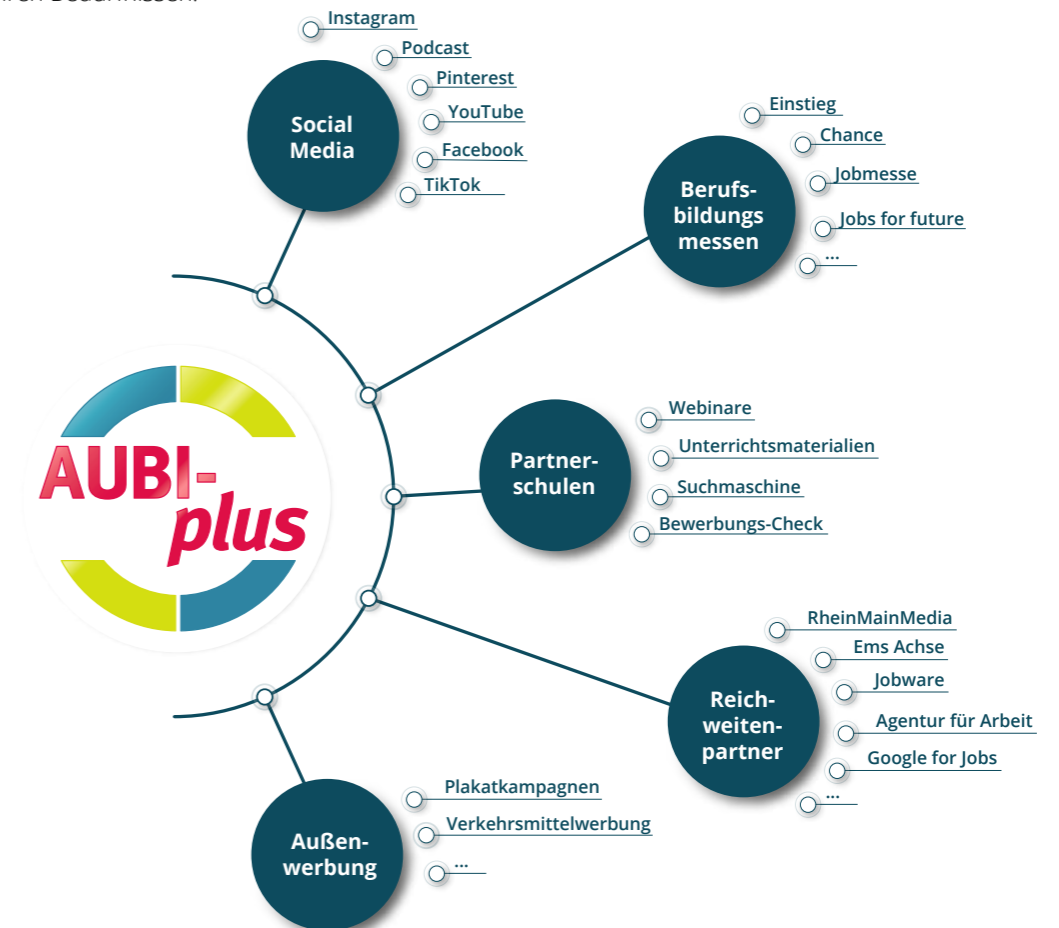 Social
Media
Instagram
Podcast
Pinterest
YouTube
Facebook
TikTok
Berufs-
bildungs
messen
Einstieg
Chance
Jobmesse
Jobs for future
...
AUBI-
plus
Partner-
schulen
Webinare
Unterrichtsmaterialien
Suchmaschine
Bewerbungs-Check
Reich-
weiten-
partner
RheinMainMedia
Ems Achse
Jobware
Agentur für Arbeit
Google for Jobs
...
Außen-
werbung
Plakatkampagnen
Verkehrsmittelwerbung
...